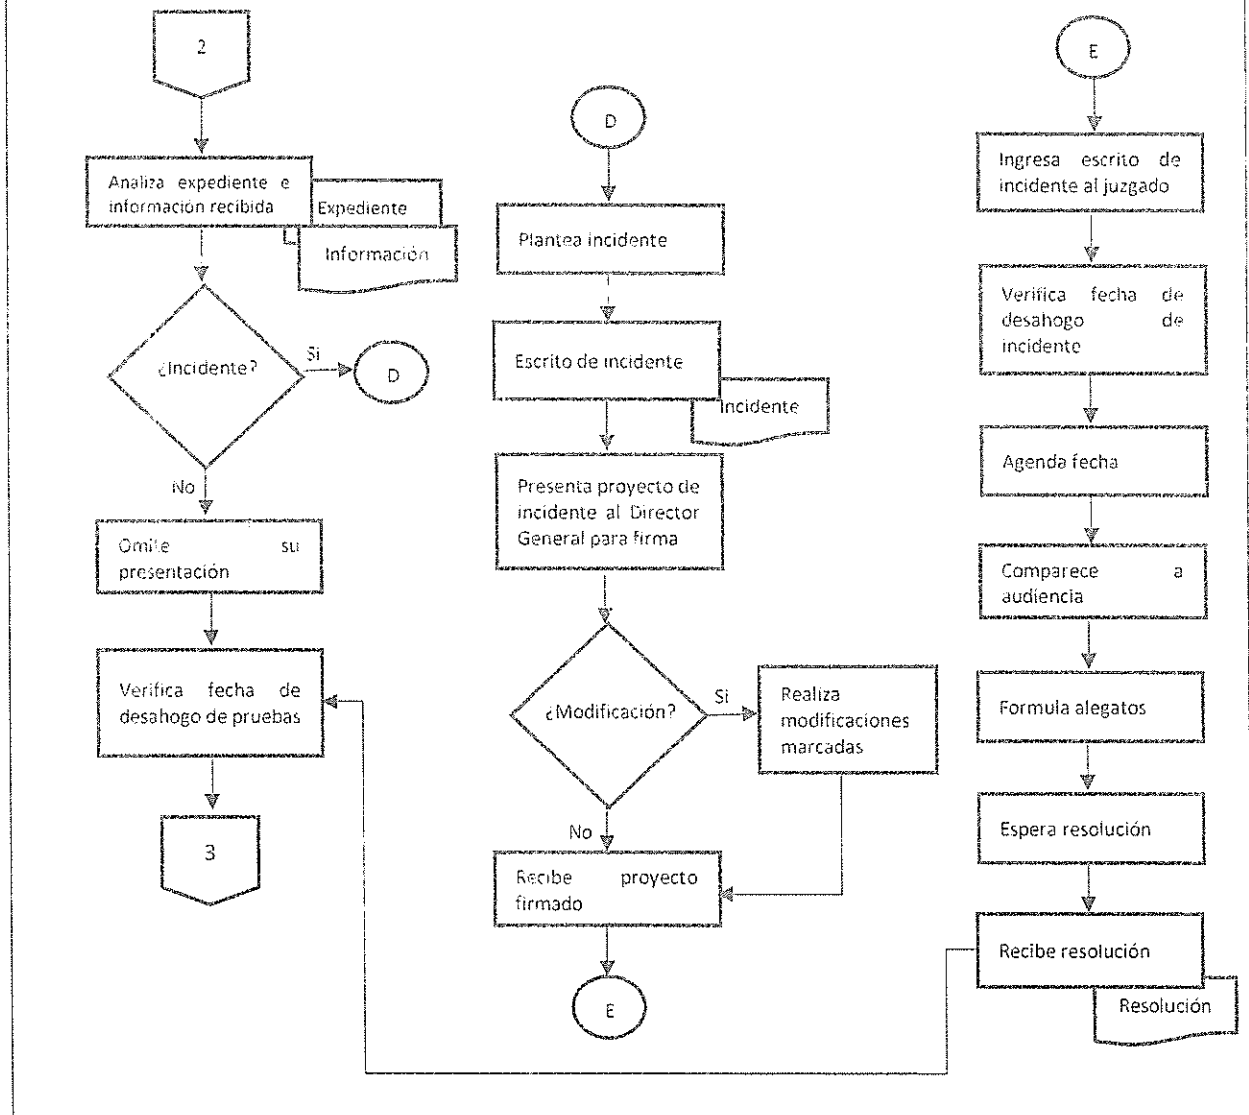 2
Analiza expediente e
información recibida
Expediente
Información
¿Incidente?
Si
D
No
Omite su
presentación
Verifica fecha de
desahogo de pruebas
3
D
Plantea incidente
Escrito de incidente
Incidente
Presenta proyecto de
incidente al Director
General para firma
¿Modificación?
Si
Realiza
modificaciones
marcadas
No
Recibe proyecto
firmado
E
E
Ingresa escrito de
incidente al juzgado
Verifica fecha de
desahogo de
incidente
Agenda fecha
Comparece a
audiencia
Formula alegatos
Espera resolución
Recibe resolución
Resolución